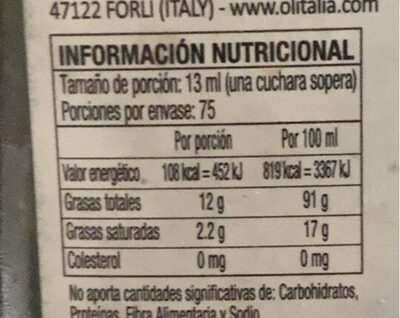 47122 FORLÌ (ITALY) - www.olitalia.com
INFORMACIÓN NUTRICIONAL
Tamaño de porción: 13 ml (una cuchara sopera)
Porciones por envase: 75
Por porción Por 100 ml
Valor energético 108 kcal = 452 kJ 819 kcal = 3367 kJ
Grasas totales 12 g 91 g
Grasas saturadas 2.2 g 17 g
Colesterol 0 mg 0 mg
No aporta cantidades significativas de: Carbohidratos,
Proteínas, Fibra Alimentaria y Sodio